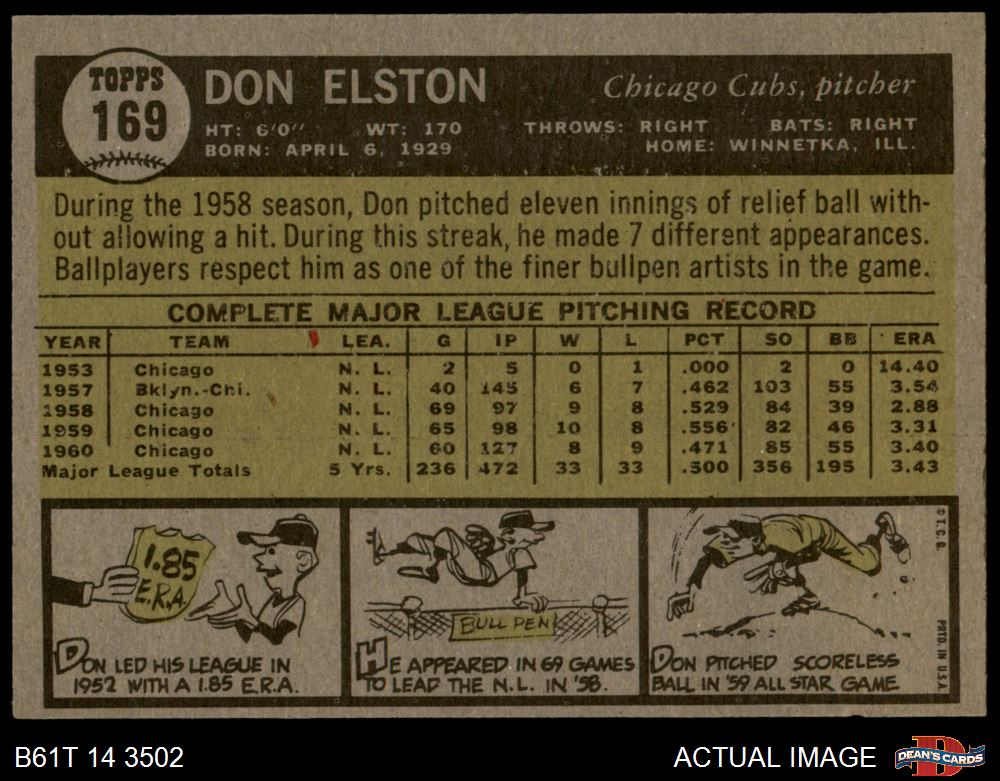 TOPPS
169
DON ELSTON
Chicago Cubs, pitcher
HT: 6'0" WT: 170 THROWS: RIGHT BATS: RIGHT
BORN: APRIL 6, 1929 HOME: WINNETKA, ILL.
During the 1958 season, Don pitched eleven innings of relief ball with-
out allowing a hit. During this streak, he made 7 different appearances.
Ballplayers respect him as one of the finer bullpen artists in the game.
COMPLETE MAJOR LEAGUE PITCHING RECORD
YEAR TEAM LEA. G IP W L PCT SO BB ERA
1953 Chicago N. L. 2 5 0 1 .000 2 0 14.40
1957 Bklyn.-Chi. N. L. 40 145 6 7 .462 103 55 3.54
1958 Chicago N. L. 69 97 9 8 .529 84 39 2.88
1959 Chicago N. L. 65 98 10 8 .556 82 46 3.31
1960 Chicago N. L. 60 127 8 9 .471 85 55 3.40
Major League Totals 5 Yrs. 236 472 33 33 .500 356 195 3.43
1.85
E.R.A.
DON LED HIS LEAGUE IN
1952 WITH A 1.85 E.R.A.
BULL PEN
HE APPEARED IN 69 GAMES
TO LEAD THE N.L. IN '58.
DON PITCHED SCORELESS
BALL IN '59 ALL STAR GAME
© T.C.G.
PRTD. IN U.S.A.
B61T 14 3502
ACTUAL IMAGE
DEAN'S CARDS